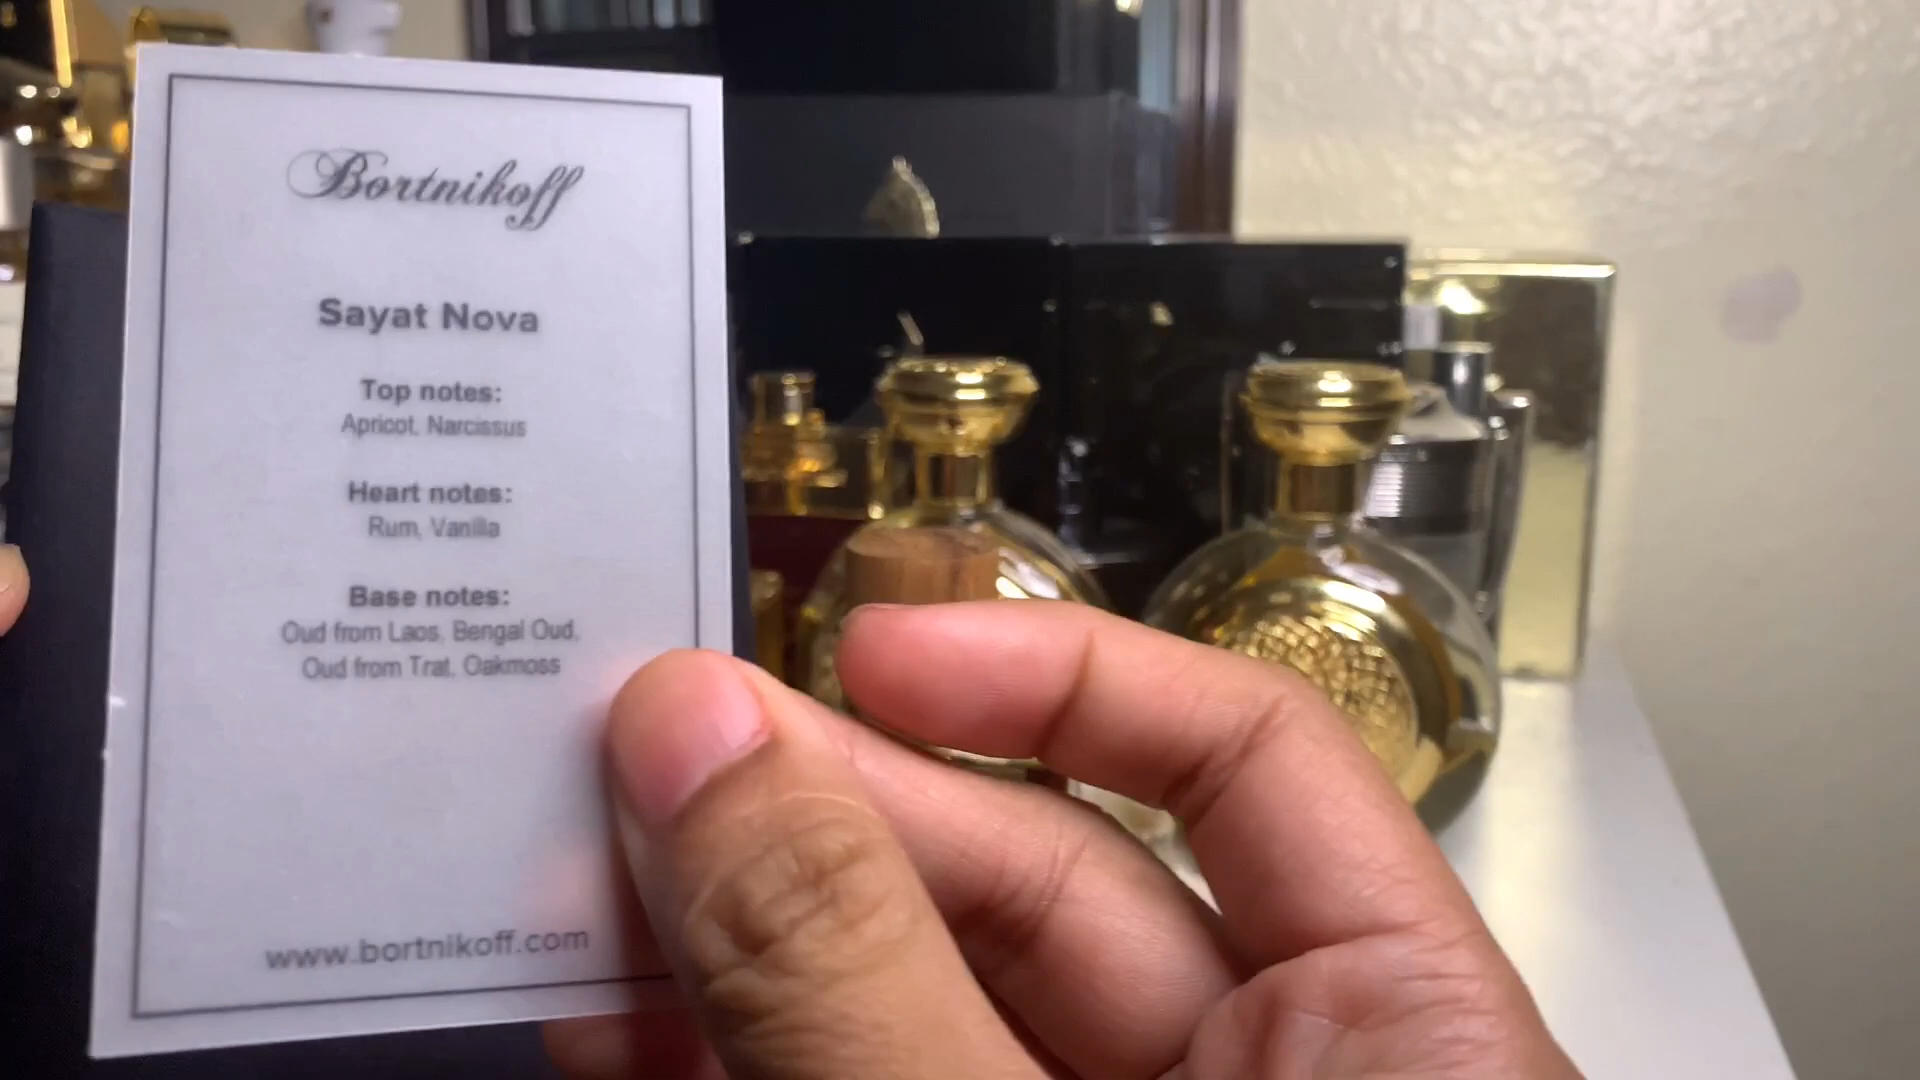 Bortnikoff
Sayat Nova
Top notes:
Apricot, Narcissus
Heart notes:
Rum, Vanilla
Base notes:
Oud from Laos, Bengal Oud,
Oud from Trat, Oakmoss
www.bortnikoff.com